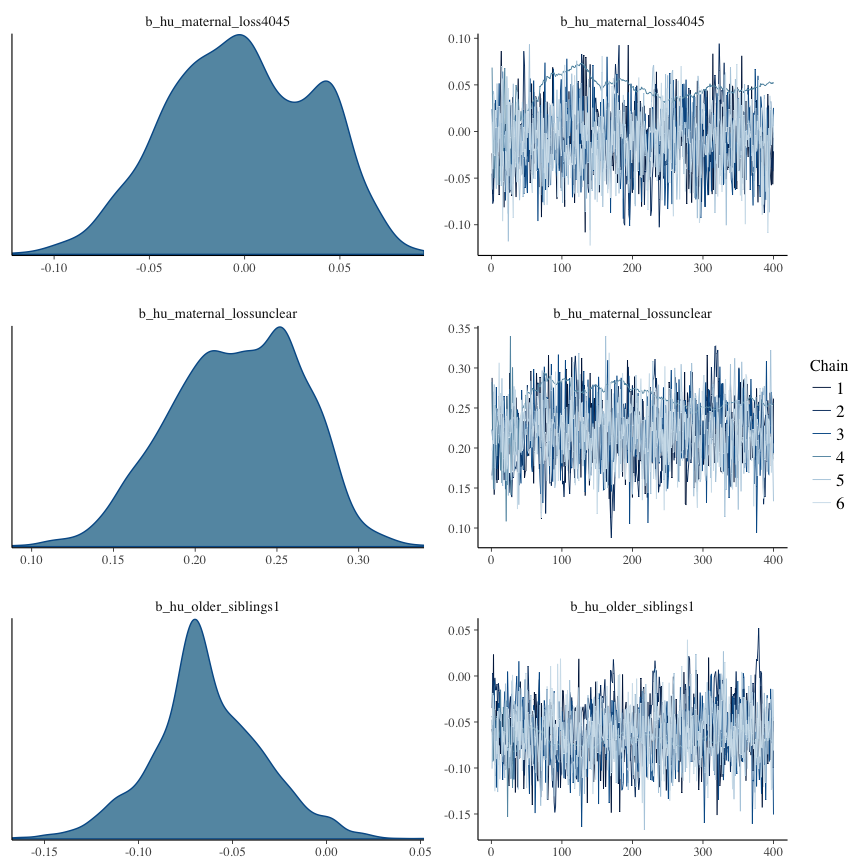 b_hu_maternal_loss4045
b_hu_maternal_loss4045
0.10
0.05
0.00
-0.05
-0.10
-0.10 -0.05 0.00 0.05
0 100 200 300 400
b_hu_maternal_lossunclear
b_hu_maternal_lossunclear
0.35
0.30
0.25
0.20
0.15
0.10
0.10 0.15 0.20 0.25 0.30
0 100 200 300 400
Chain
1
2
3
4
5
6
b_hu_older_siblings1
b_hu_older_siblings1
0.05
0.00
-0.05
-0.10
-0.15
-0.15 -0.10 -0.05 0.00 0.05
0 100 200 300 400